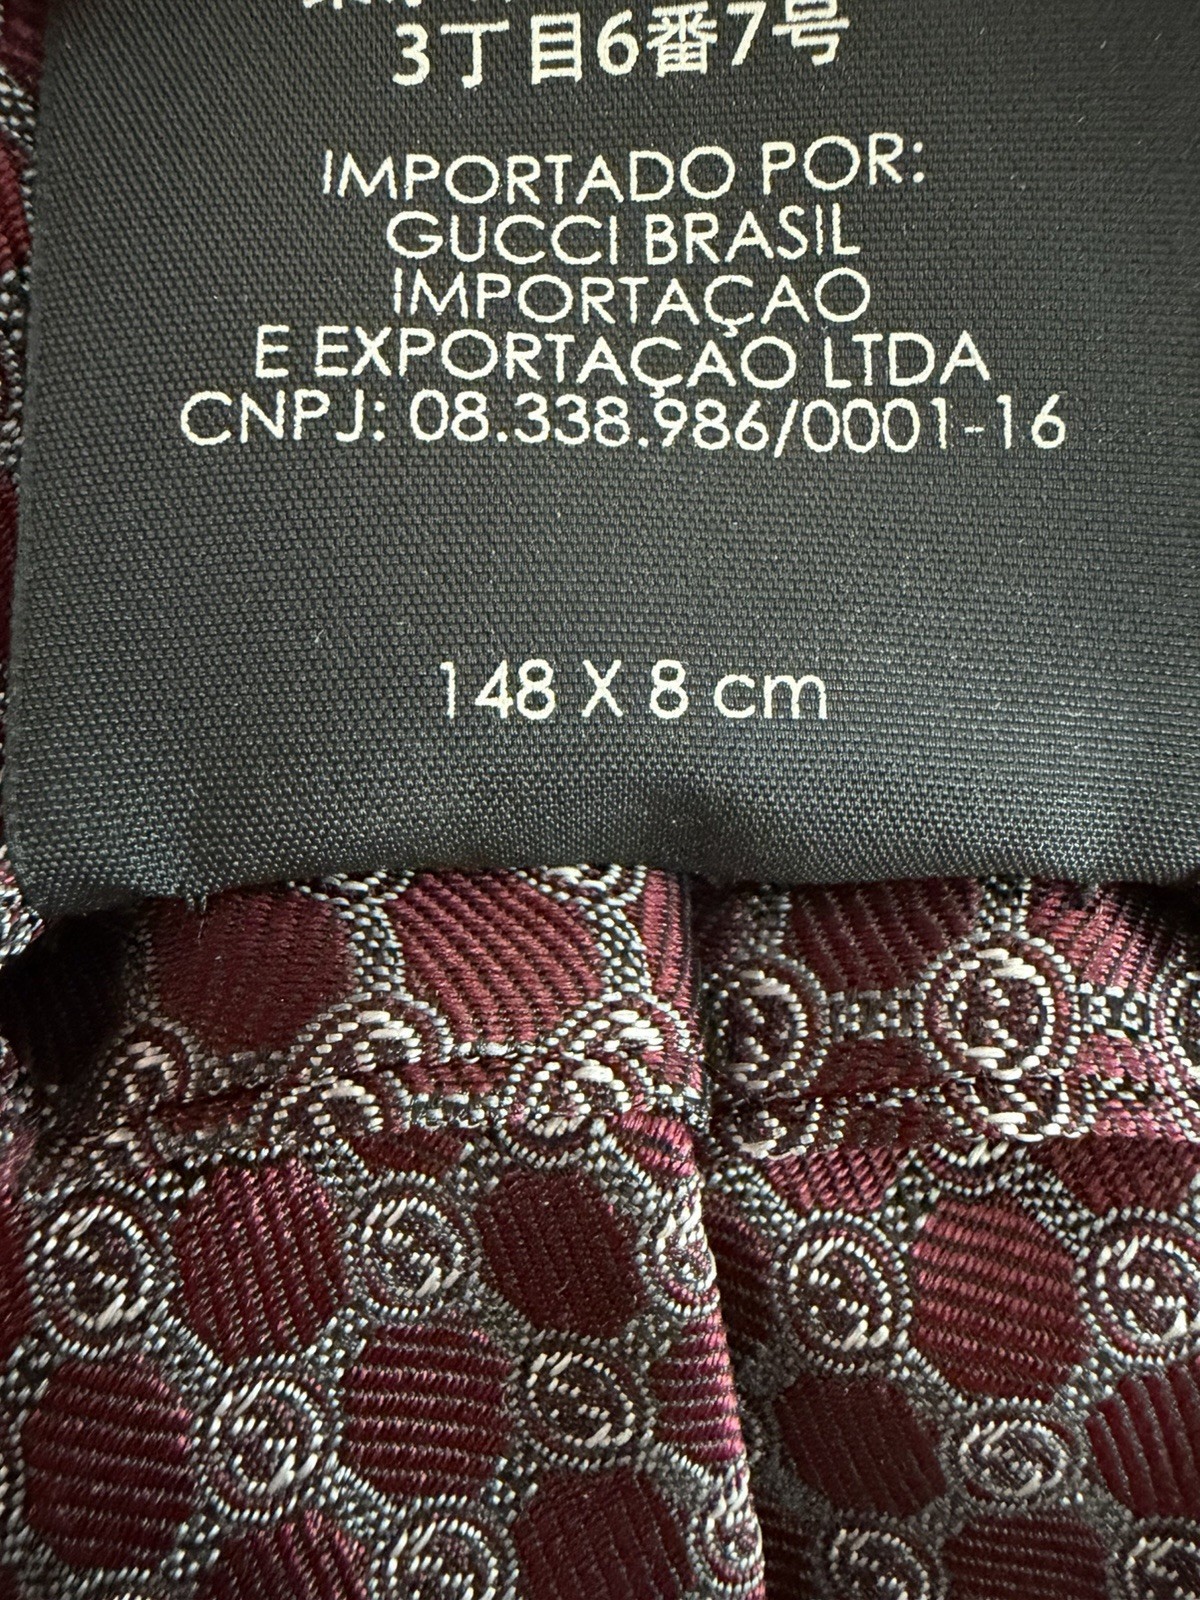 3丁目6番7号
IMPORTADO POR:
GUCCI BRASIL
IMPORTAÇAO
E EXPORTAÇAO LTDA
CNPJ: 08.338.986/0001-16
148 X 8 cm